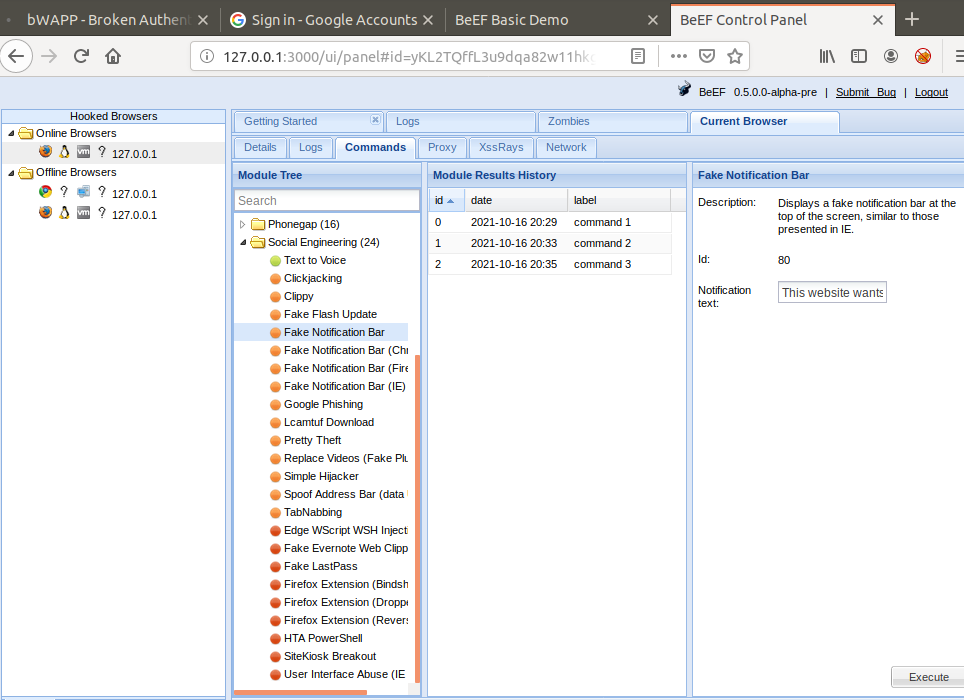 bWAPP - Broken Authent
Sign in - Google Accounts
BeEF Basic Demo
BeEF Control Panel
127.0.0.1:3000/ui/panel#id=yKL2TQffL3u9dqa82w11hk
BeEF 0.5.0.0-alpha-pre | Submit Bug | Logout
Hooked Browsers
Online Browsers
vm ? 127.0.0.1
Offline Browsers
? ? 127.0.0.1
vm ? 127.0.0.1
Getting Started
Logs
Zombies
Current Browser
Details
Logs
Commands
Proxy
XssRays
Network
Module Tree
Search
Phonegap (16)
Social Engineering (24)
Text to Voice
Clickjacking
Clippy
Fake Flash Update
Fake Notification Bar
Fake Notification Bar (Chr
Fake Notification Bar (Fire
Fake Notification Bar (IE)
Google Phishing
Lcamtuf Download
Pretty Theft
Replace Videos (Fake Plu
Simple Hijacker
Spoof Address Bar (data
TabNabbing
Edge WScript WSH Injecti
Fake Evernote Web Clipp
Fake LastPass
Firefox Extension (Bindsh
Firefox Extension (Droppe
Firefox Extension (Revers
HTA PowerShell
SiteKiosk Breakout
User Interface Abuse (IE
Module Results History
id date label
0 2021-10-16 20:29 command 1
1 2021-10-16 20:33 command 2
2 2021-10-16 20:35 command 3
Fake Notification Bar
Description: Displays a fake notification bar at the
top of the screen, similar to those
presented in IE.
Id: 80
Notification
text:
This website wants
Execute